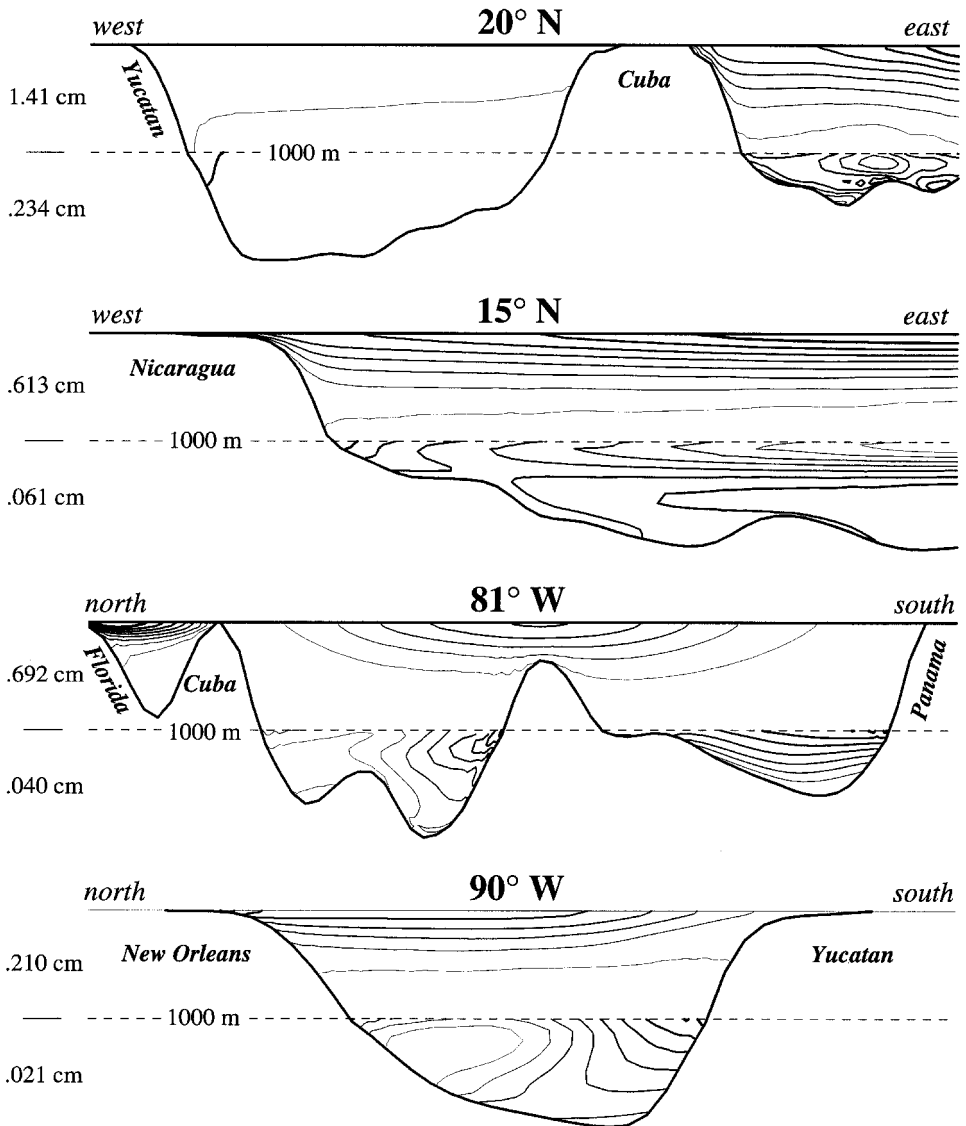 west 20° N east
Yucatan
Cuba
1.41 cm
1000 m
.234 cm
west 15° N east
Nicaragua
.613 cm
1000 m
.061 cm
north 81° W south
Florida
Cuba
Panama
.692 cm
1000 m
.040 cm
north 90° W south
New Orleans
Yucatan
.210 cm
1000 m
.021 cm